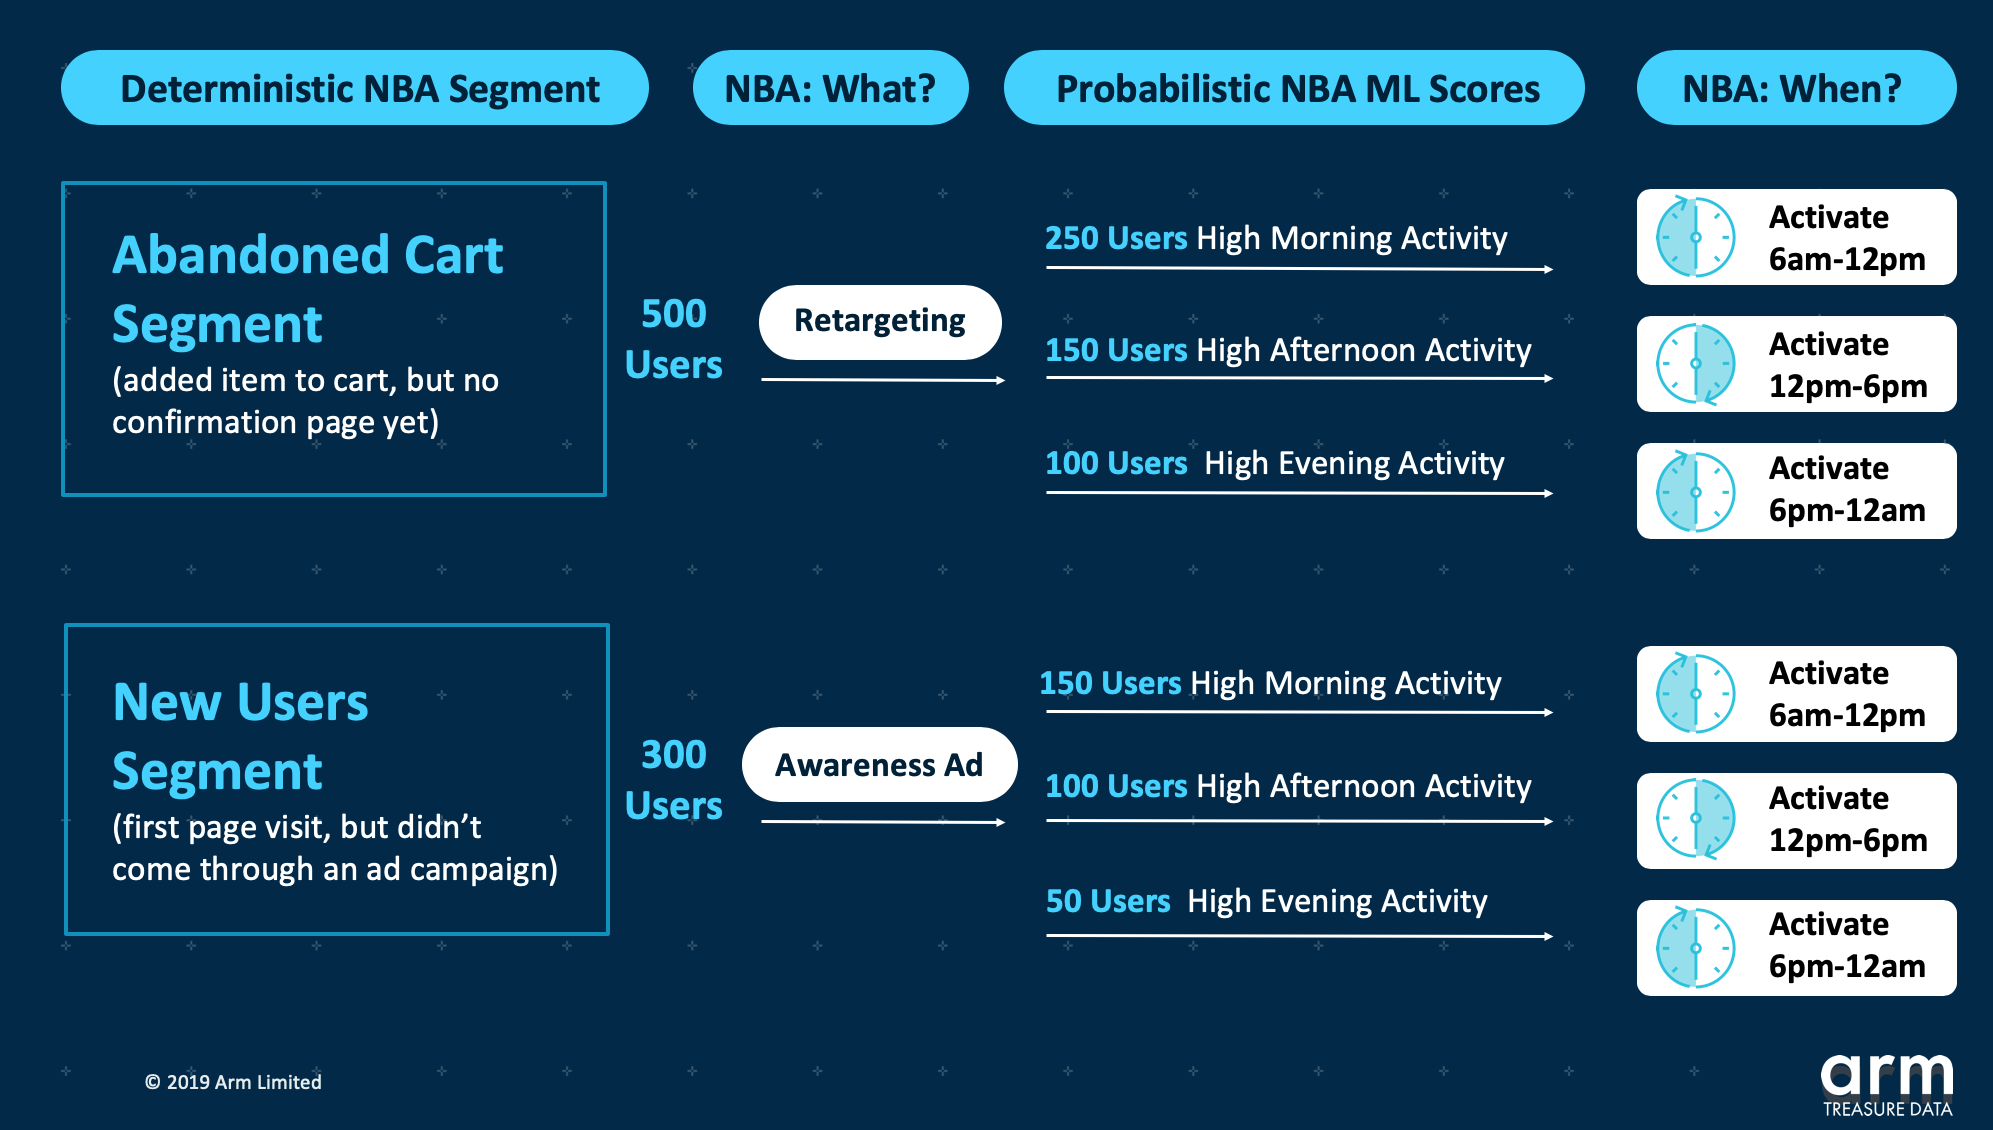 Deterministic NBA Segment
NBA: What?
Probabilistic NBA ML Scores
NBA: When?
Abandoned Cart
Segment
(added item to cart, but no
confirmation page yet)
500
Users
Retargeting
250 Users High Morning Activity
Activate
6am-12pm
150 Users High Afternoon Activity
Activate
12pm-6pm
100 Users High Evening Activity
Activate
6pm-12am
New Users
Segment
(first page visit, but didn’t
come through an ad campaign)
300
Users
Awareness Ad
150 Users High Morning Activity
Activate
6am-12pm
100 Users High Afternoon Activity
Activate
12pm-6pm
50 Users High Evening Activity
Activate
6pm-12am
© 2019 Arm Limited
arm
TREASURE DATA